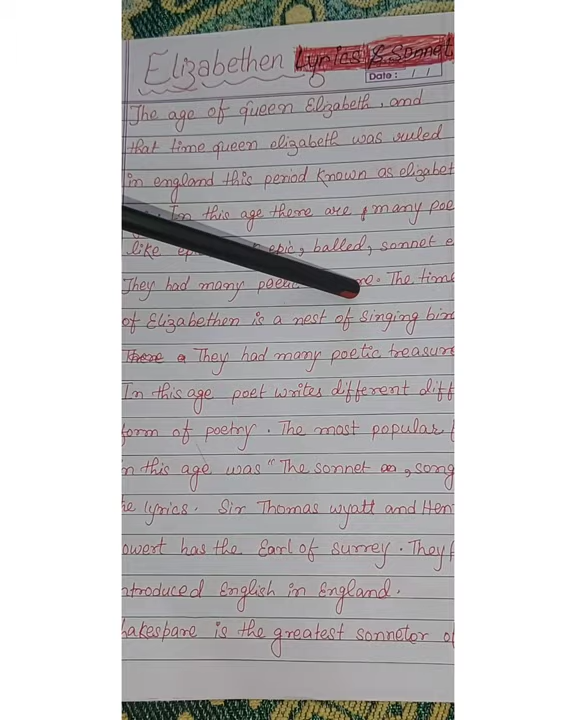 Elizabethen Lyrics & Sonnet
Date : / /
The age of queen Elizabeth, and
that time queen elizabeth was ruled
in england this period known as elizabet
In this age there are many poe
like epic, balled, sonnet e
They had many The time
of Elizabethen is a nest of singing bir
There a They had many poetic treasure
In this age poet writes different diff
form of poetry. The most popular f
n this age was "The sonnet as, song
he lyrics. Sir Thomas wyatt and Hen
owert has the Earl of surrey. They f
ntroduced English in England.
hakespare is the greatest sonneter of